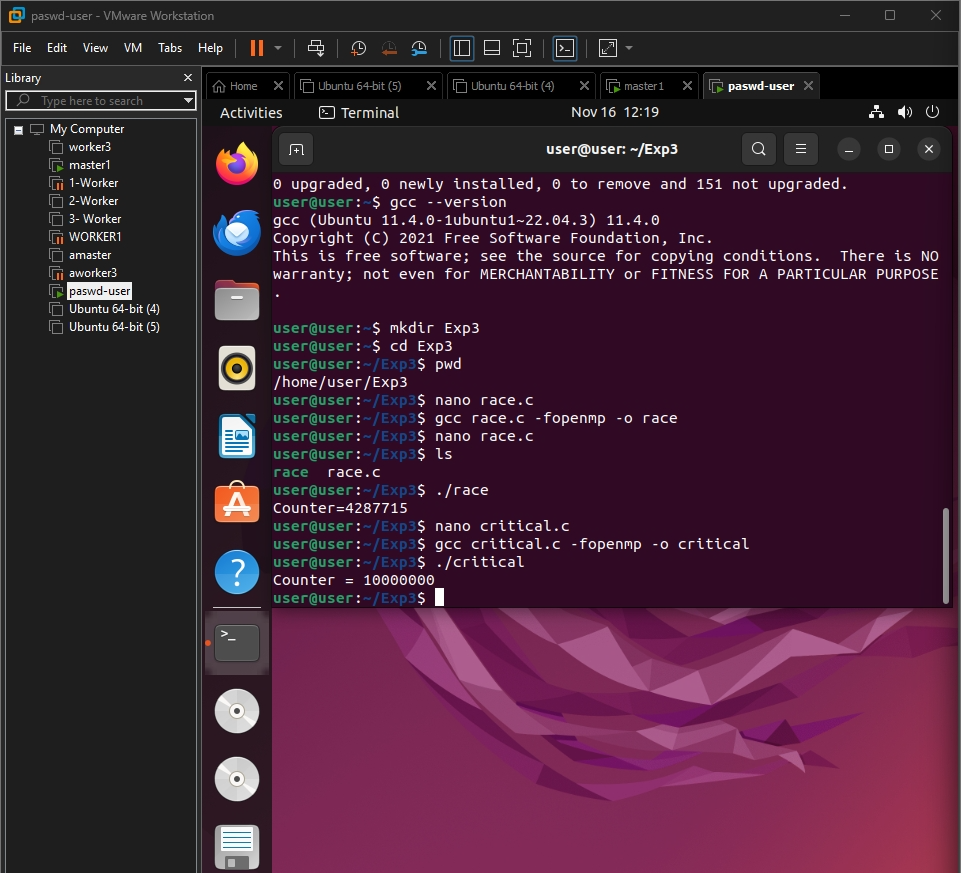 paswd-user - VMware Workstation
File Edit View VM Tabs Help
Library
Type here to search
My Computer
worker3
master1
1-Worker
2-Worker
3- Worker
WORKER1
amaster
aworker3
paswd-user
Ubuntu 64-bit (4)
Ubuntu 64-bit (5)
Home Ubuntu 64-bit (5) Ubuntu 64-bit (4) master1 paswd-user
Activities Terminal Nov 16 12:19
user@user: ~/Exp3
0 upgraded, 0 newly installed, 0 to remove and 151 not upgraded.
user@user:~$ gcc --version
gcc (Ubuntu 11.4.0-1ubuntu1~22.04.3) 11.4.0
Copyright (C) 2021 Free Software Foundation, Inc.
This is free software; see the source for copying conditions.  There is NO
warranty; not even for MERCHANTABILITY or FITNESS FOR A PARTICULAR PURPOSE
.
user@user:~$ mkdir Exp3
user@user:~$ cd Exp3
user@user:~/Exp3$ pwd
/home/user/Exp3
user@user:~/Exp3$ nano race.c
user@user:~/Exp3$ gcc race.c -fopenmp -o race
user@user:~/Exp3$ nano race.c
user@user:~/Exp3$ ls
race  race.c
user@user:~/Exp3$ ./race
Counter=4287715
user@user:~/Exp3$ nano critical.c
user@user:~/Exp3$ gcc critical.c -fopenmp -o critical
user@user:~/Exp3$ ./critical
Counter = 10000000
user@user:~/Exp3$